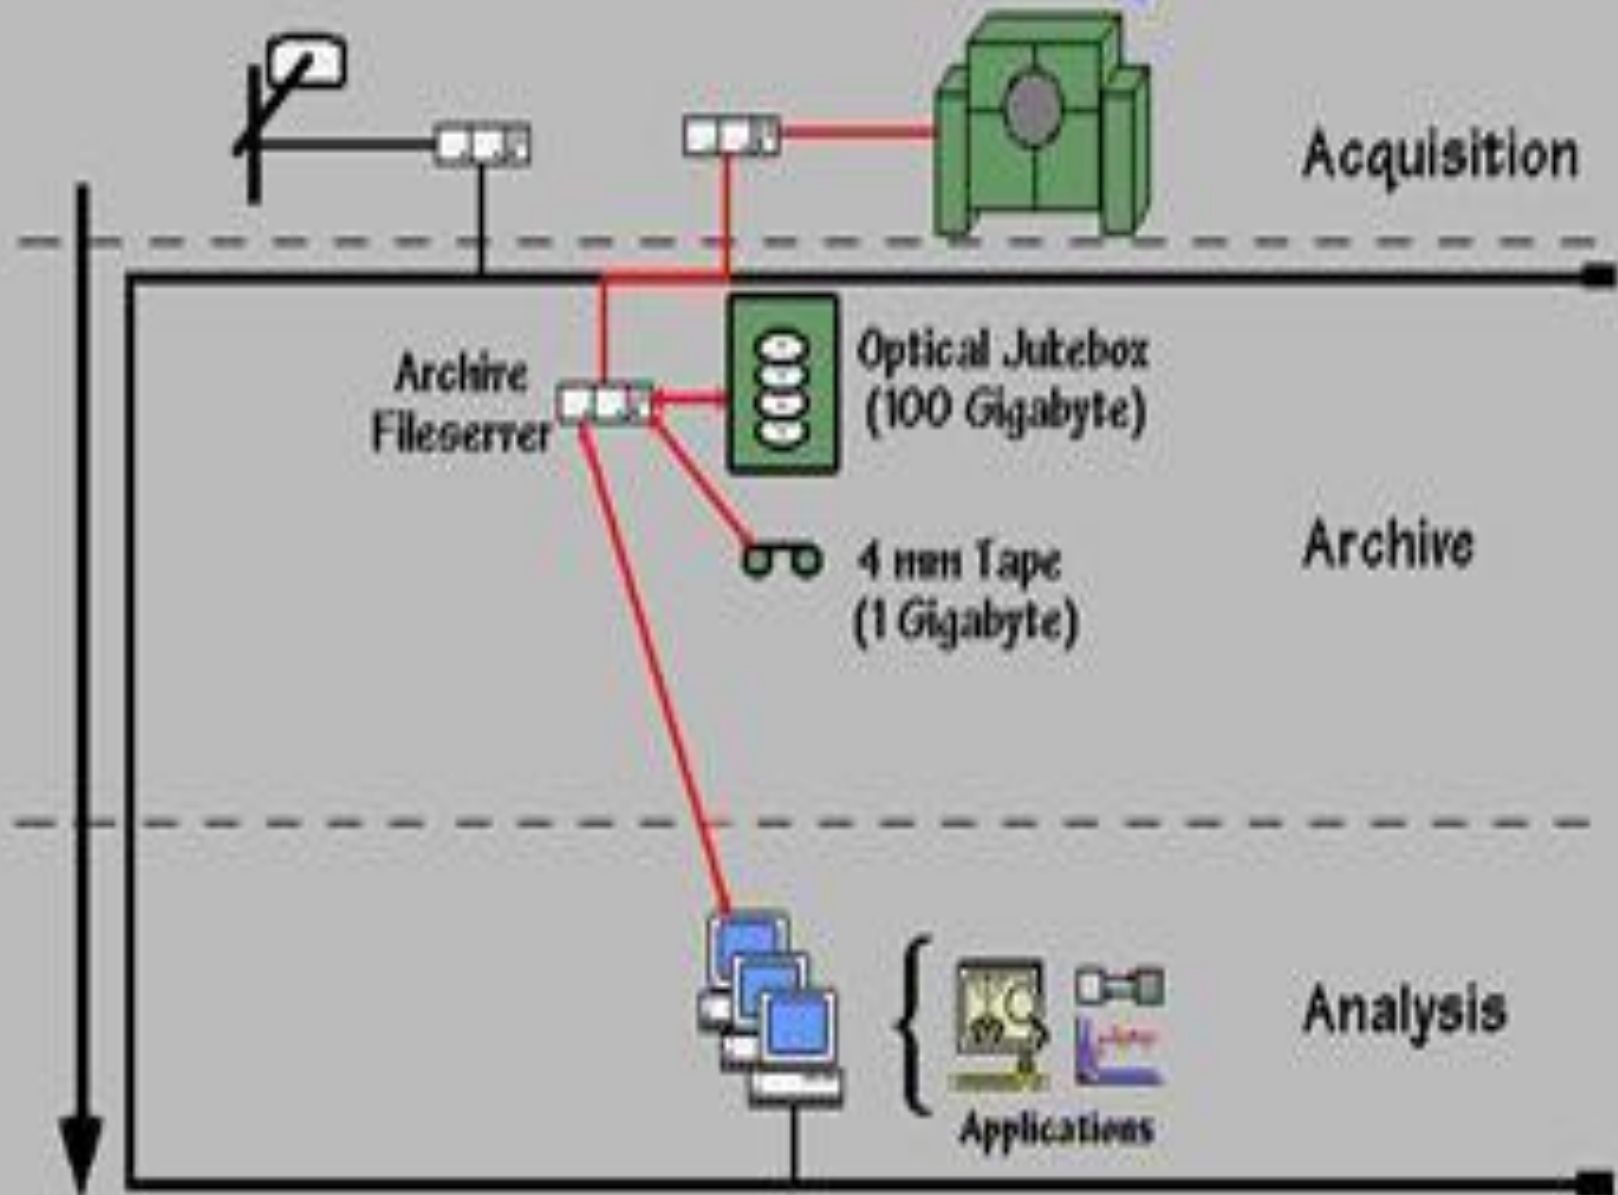 Acquisition
Archive
Fileserver
Optical Jukebox
(100 Gigabyte)
4 mm Tape
(1 Gigabyte)
Archive
Analysis
Applications